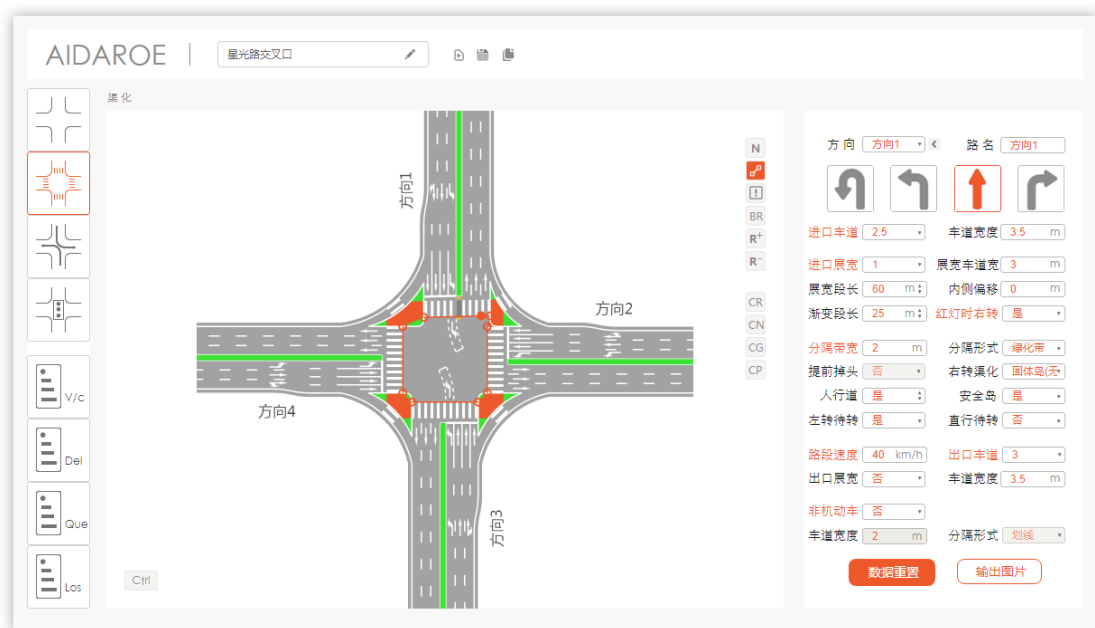 AIDAROE
星光路交叉口
渠 化
方向1
方向2
方向3
方向4
N
BR
R+
R-
CR
CN
CG
CP
Ctrl
V/c
Del
Que
Los
方 向 方向1 路 名 方向1
进口车道 2.5 车道宽度 3.5 m
进口展宽 1 展宽车道宽 3 m
展宽段长 60 m 内侧偏移 0 m
渐变段长 25 m 红灯时右转 是
分隔带宽 2 m 分隔形式 绿化带
提前掉头 否 右转渠化 固体岛(无
人行道 是 安全岛 是
左转待转 是 直行待转 否
路段速度 40 km/h 出口车道 3
出口展宽 否 车道宽度 3.5 m
非机动车 否
车道宽度 2 m 分隔形式 划线
数据重置 输出图片